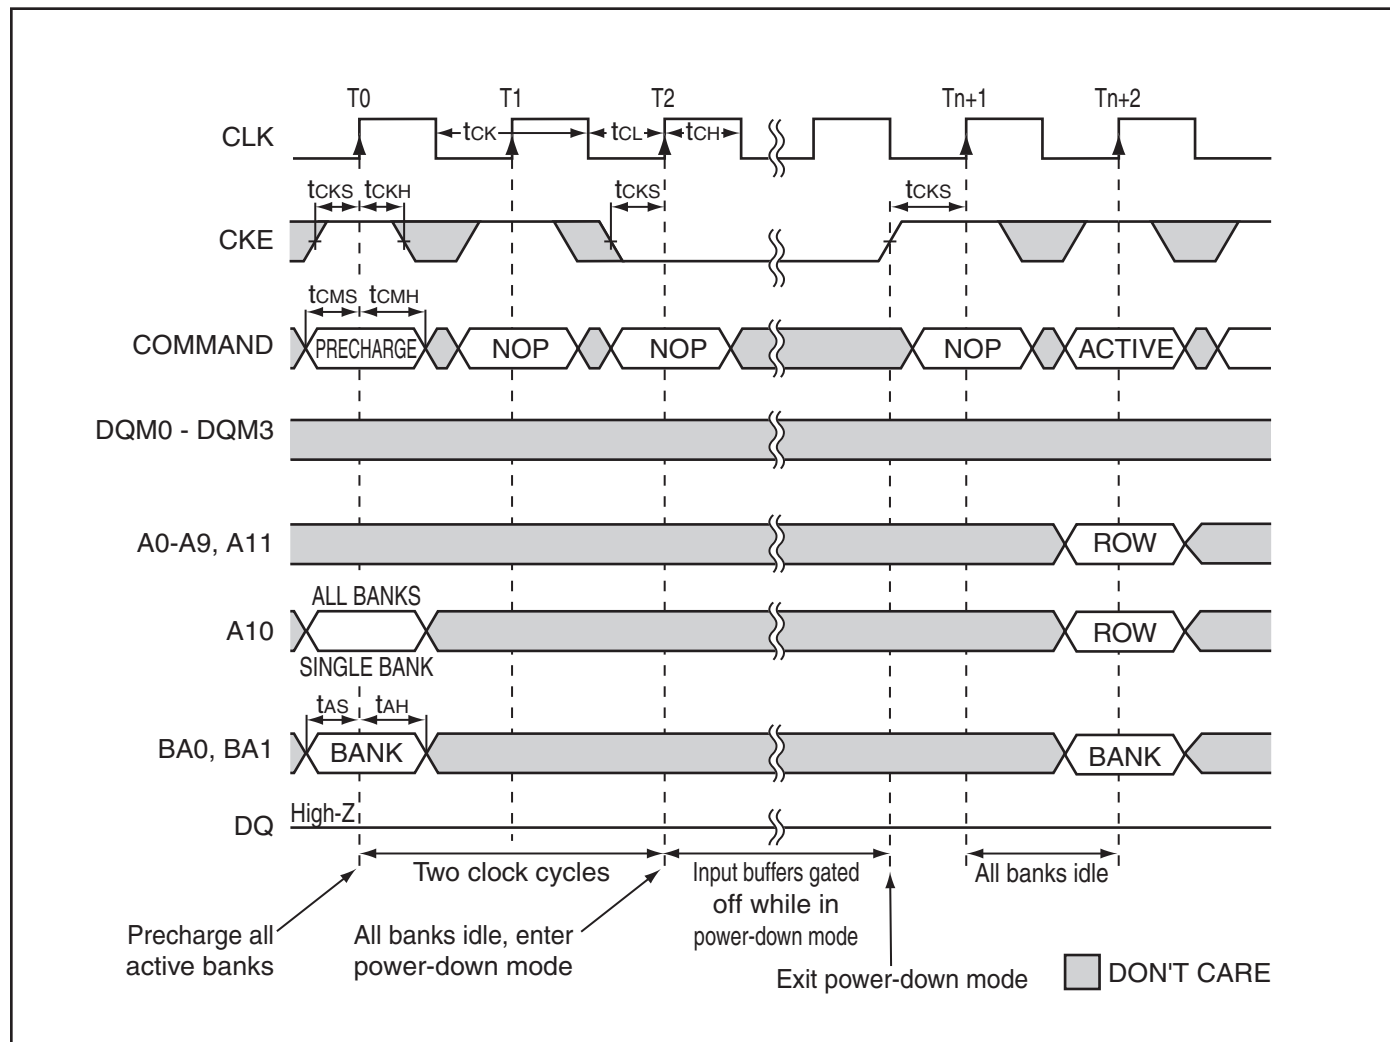 T0 T1 T2 Tn+1 Tn+2
CLK tCK tCL tCH
tCKS tCKH tCKS tCKS
CKE
tCMS tCMH
COMMAND PRECHARGE NOP NOP NOP ACTIVE
DQM0 - DQM3
A0-A9, A11 ROW
ALL BANKS
A10 ROW
SINGLE BANK
tAS tAH
BA0, BA1 BANK BANK
High-Z
DQ
Two clock cycles
Input buffers gated
off while in
power-down mode
All banks idle
Precharge all
active banks
All banks idle, enter
power-down mode
Exit power-down mode
DON'T CARE